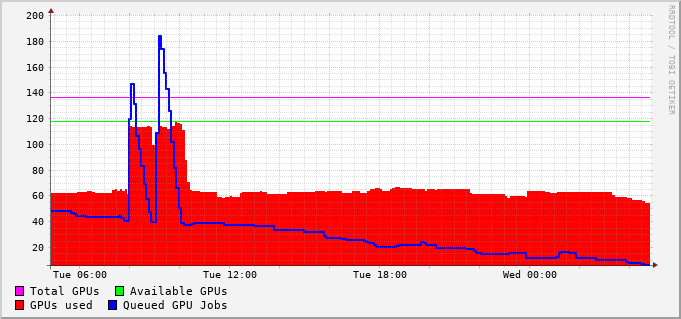 200
180
160
140
120
100
80
60
40
20
Tue 06:00 Tue 12:00 Tue 18:00 Wed 00:00
Total GPUs Available GPUs
GPUs used Queued GPU Jobs
RRDTOOL / TOBI OETIKER